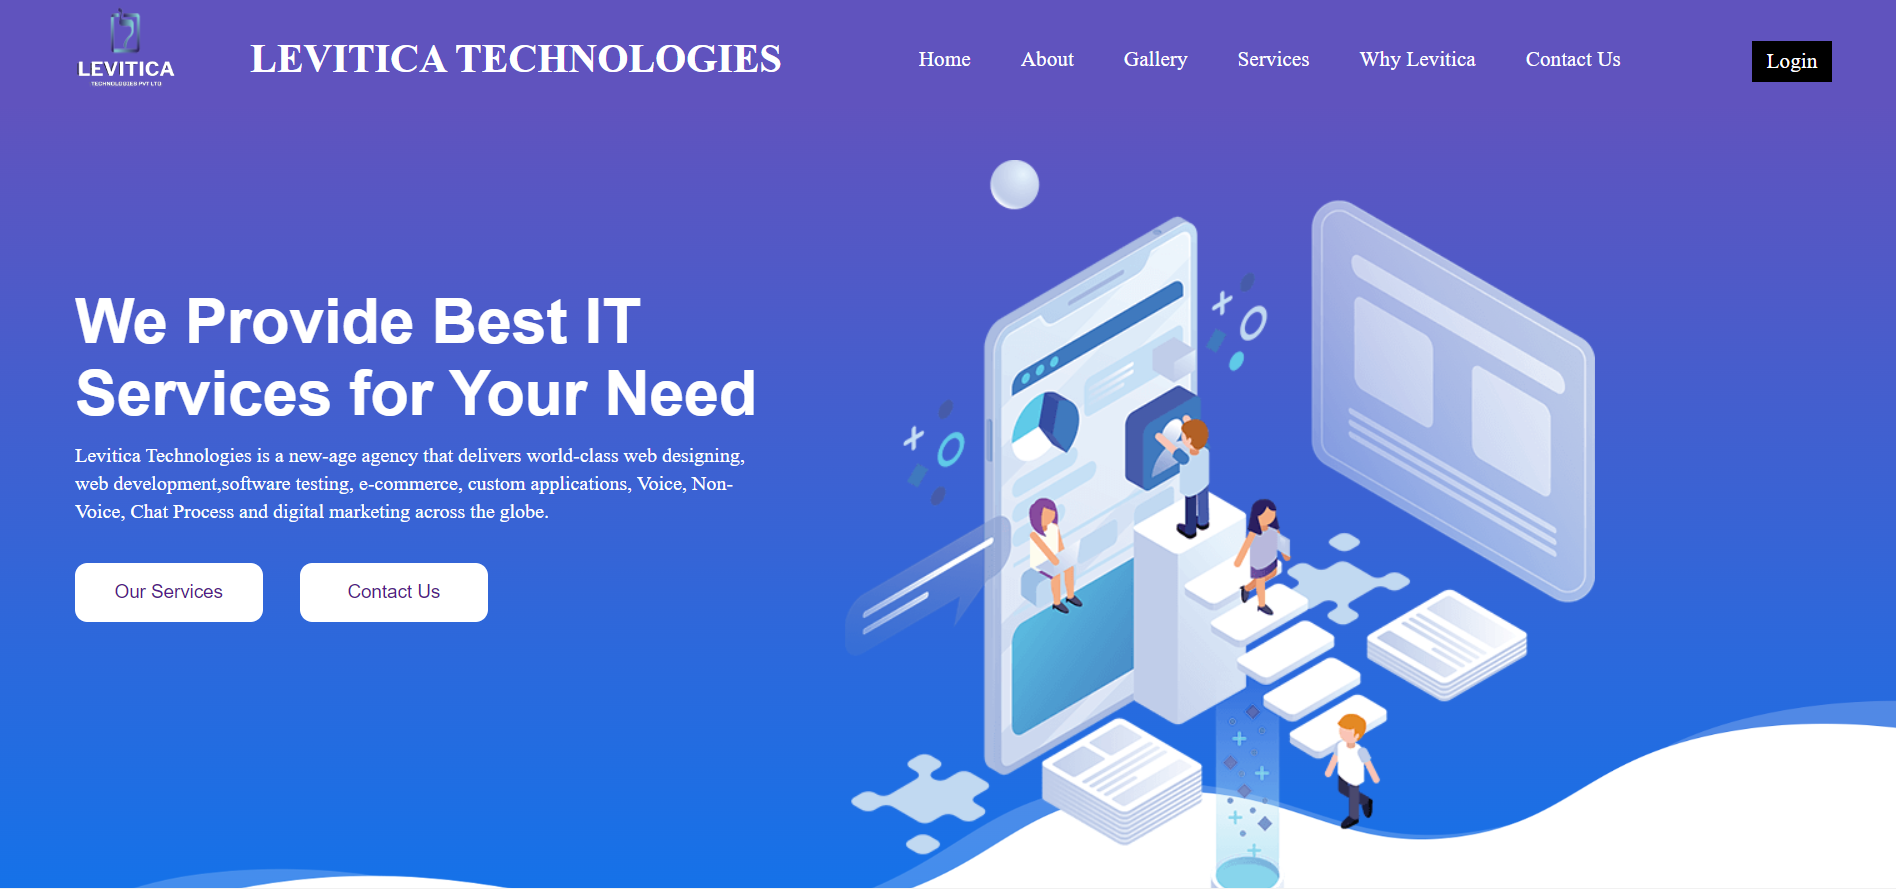 LEVITICA
TECHNOLOGIES PVT LTD
LEVITICA TECHNOLOGIES
Home
About
Gallery
Services
Why Levitica
Contact Us
Login
We Provide Best IT
Services for Your Need
Levitica Technologies is a new-age agency that delivers world-class web designing,
web development,software testing, e-commerce, custom applications, Voice, Non-
Voice, Chat Process and digital marketing across the globe.
Our Services
Contact Us